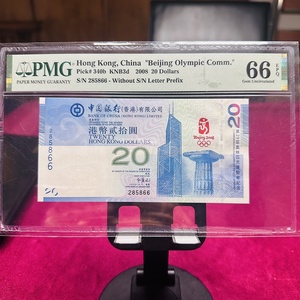 PMG
PAPER MONEY GUARANTY
Hong Kong, China "Beijing Olympic Comm."
Pick# 340b KNB3d 2008 20 Dollars
S/N 285866 - Without S/N Letter Prefix
66 EPQ
Gem Uncirculated
中國銀行(香港)有限公司
BANK OF CHINA (HONG KONG) LIMITED
港幣貳拾圓
TWENTY
HONG KONG DOLLARS
20
20
20
285866
285866